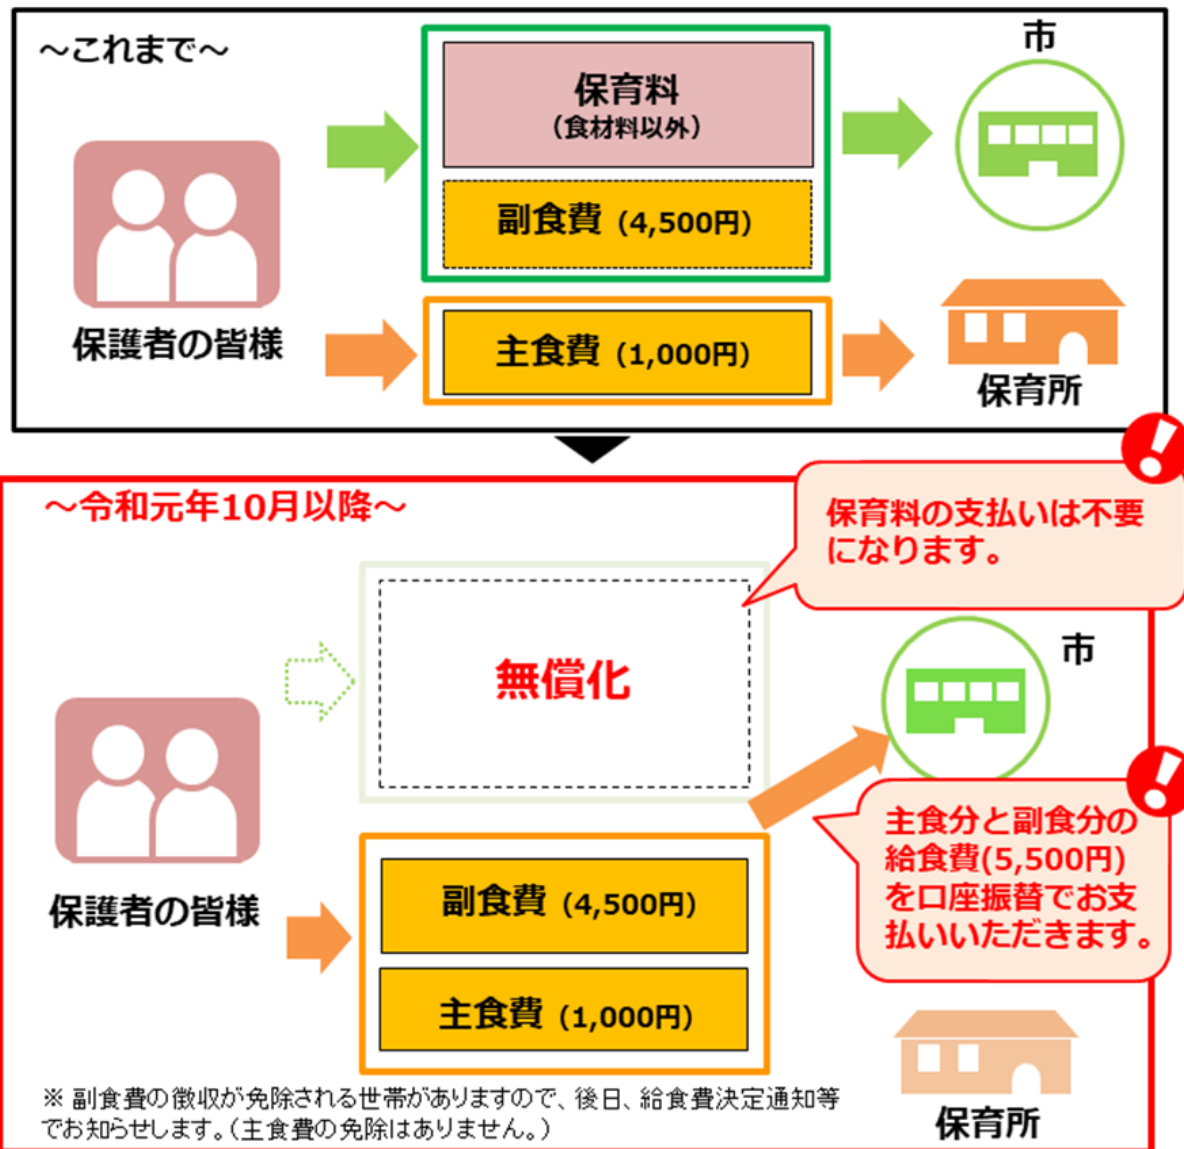 ～これまで～
市
保育料
（食材料以外）
副食費（4,500円）
保護者の皆様
主食費（1,000円）
保育所
～令和元年10月以降～
保育料の支払いは不要
になります。
無償化
市
主食分と副食分の
給食費(5,500円)
を口座振替でお支
払いいただきます。
保護者の皆様
副食費（4,500円）
主食費（1,000円）
※ 副食費の徴収が免除される世帯がありますので、後日、給食費決定通知等
でお知らせします。（主食費の免除はありません。）
保育所